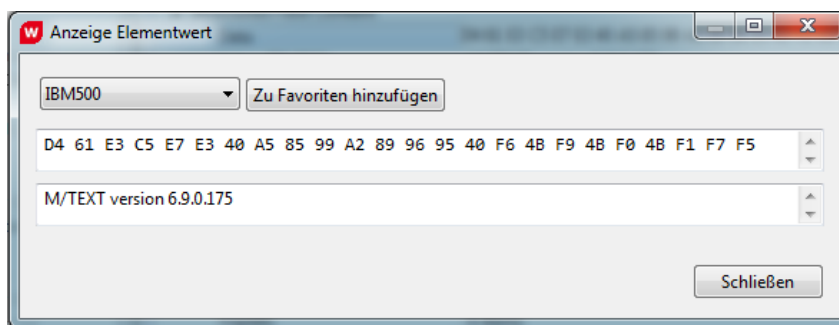 Anzeige Elementwert
IBM500
Zu Favoriten hinzufügen
D4 61 E3 C5 E7 E3 40 A5 85 99 A2 89 96 95 40 F6 4B F9 4B F0 4B F1 F7 F5
M/TEXT version 6.9.0.175
Schließen